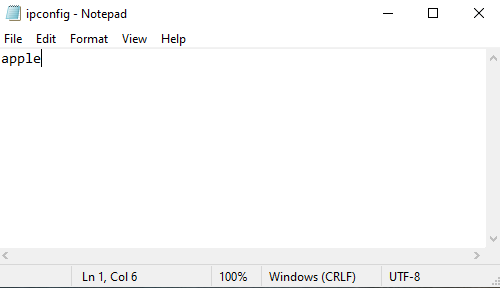 ipconfig - Notepad
File Edit Format View Help
apple
Ln 1, Col 6 100% Windows (CRLF) UTF-8